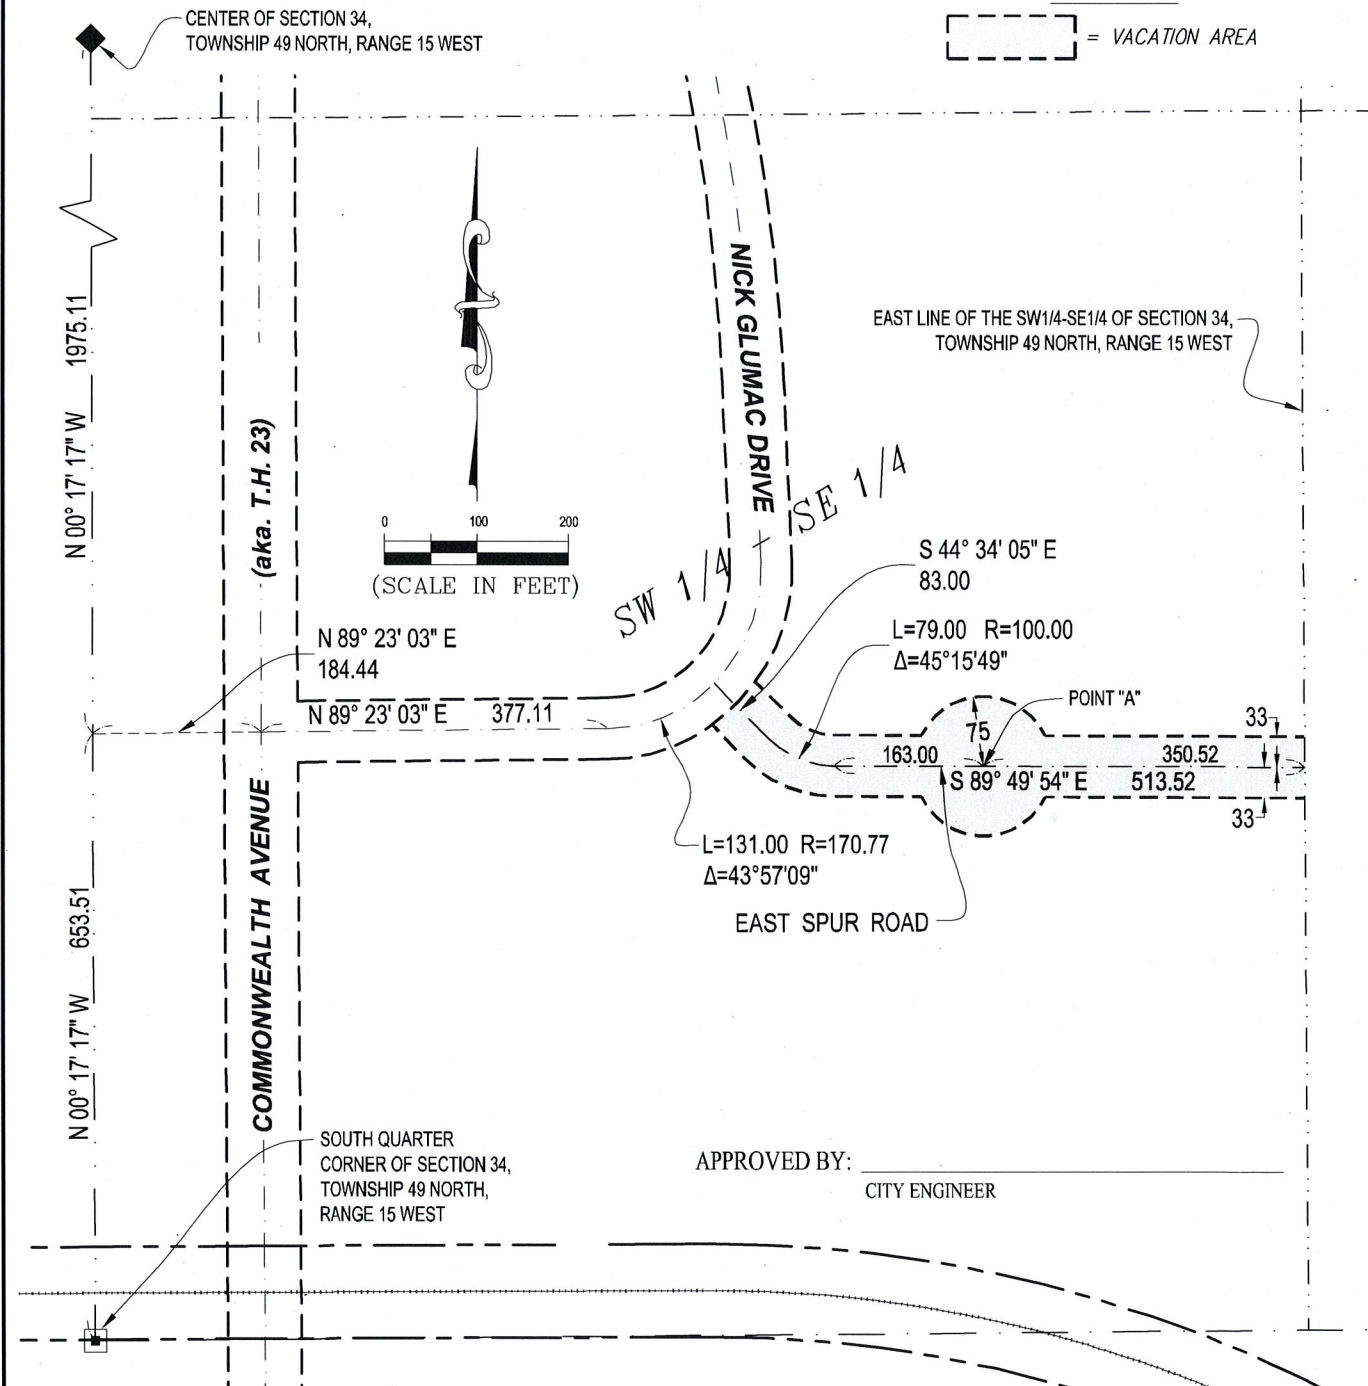 CENTER OF SECTION 34,
TOWNSHIP 49 NORTH, RANGE 15 WEST
= VACATION AREA
N 00° 17' 17" W 1975.11
(aka. T.H. 23)
NICK GLUMAC DRIVE
EAST LINE OF THE SW1/4-SE1/4 OF SECTION 34,
TOWNSHIP 49 NORTH, RANGE 15 WEST
0 100 200
(SCALE IN FEET)
SW 1/4 - SE 1/4
S 44° 34' 05" E
83.00
N 89° 23' 03" E
184.44
L=79.00 R=100.00
Δ=45°15'49"
POINT "A"
N 89° 23' 03" E 377.11
75
33
163.00
350.52
S 89° 49' 54" E 513.52
33
L=131.00 R=170.77
Δ=43°57'09"
EAST SPUR ROAD
COMMONWEALTH AVENUE
N 00° 17' 17" W 653.51
SOUTH QUARTER
CORNER OF SECTION 34,
TOWNSHIP 49 NORTH,
RANGE 15 WEST
APPROVED BY:
CITY ENGINEER